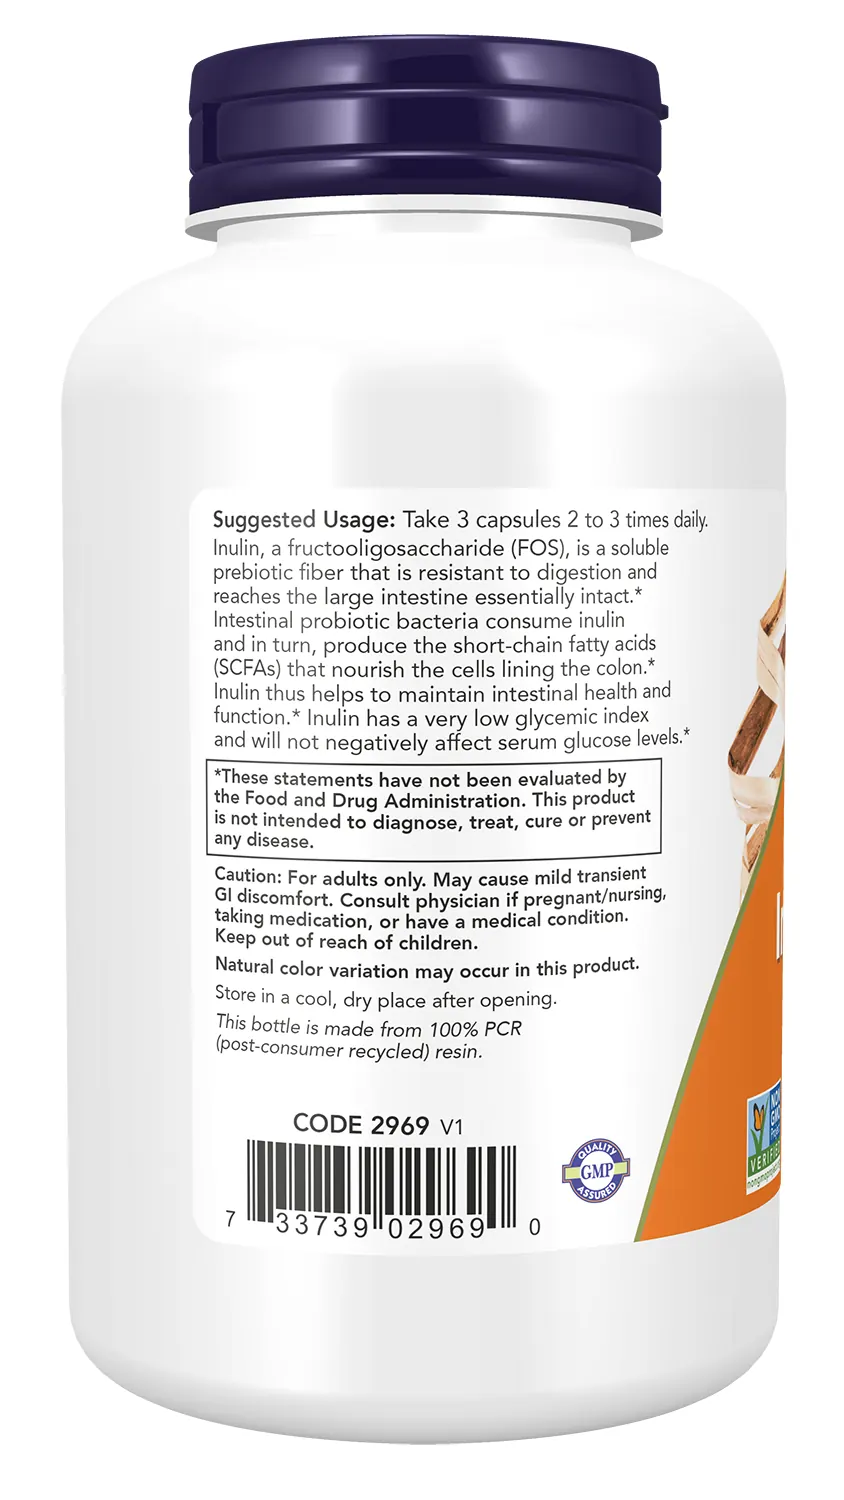 Suggested Usage: Take 3 capsules 2 to 3 times daily.
Inulin, a fructooligosaccharide (FOS), is a soluble
prebiotic fiber that is resistant to digestion and
reaches the large intestine essentially intact.*
Intestinal probiotic bacteria consume inulin
and in turn, produce the short-chain fatty acids
(SCFAs) that nourish the cells lining the colon.*
Inulin thus helps to maintain intestinal health and
function.* Inulin has a very low glycemic index
and will not negatively affect serum glucose levels.*
*These statements have not been evaluated by
the Food and Drug Administration. This product
is not intended to diagnose, treat, cure or prevent
any disease.
Caution: For adults only. May cause mild transient
GI discomfort. Consult physician if pregnant/nursing,
taking medication, or have a medical condition.
Keep out of reach of children.
Natural color variation may occur in this product.
Store in a cool, dry place after opening.
This bottle is made from 100% PCR
(post-consumer recycled) resin.
CODE 2969 V1
7 33739 02969 0
QUALITY
GMP
ASSURED
NON
GMO
VERIFIED